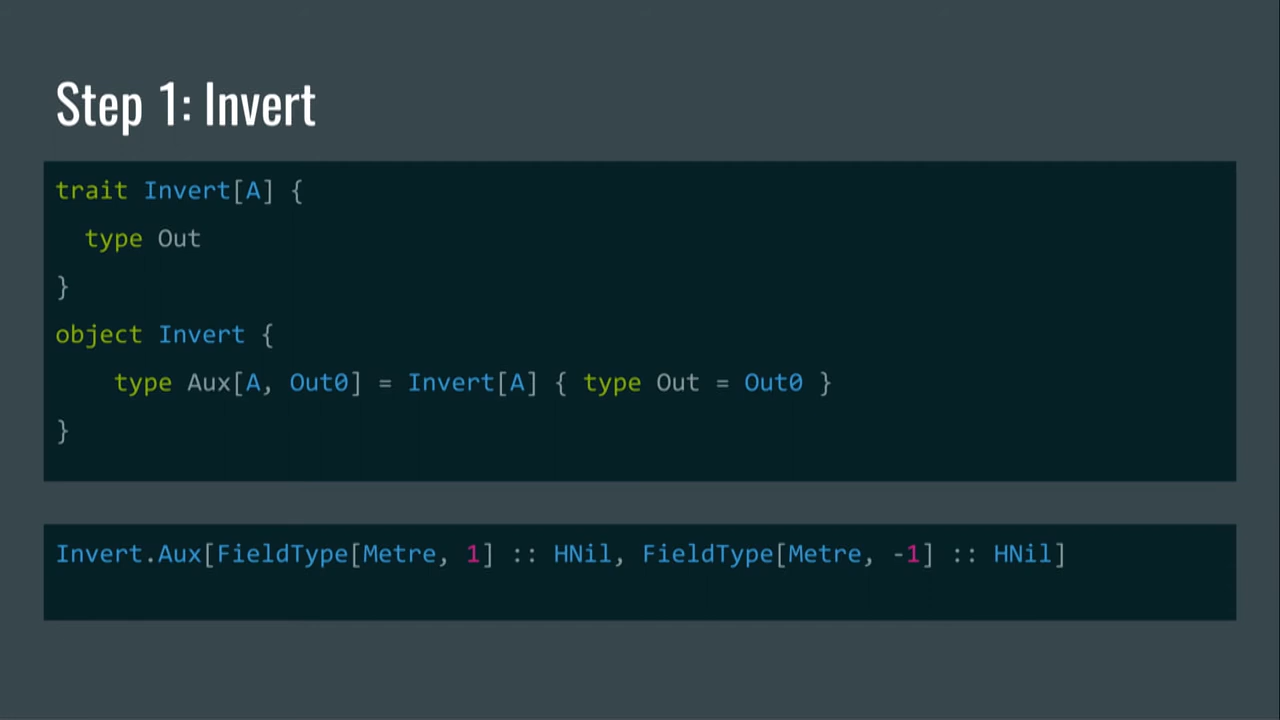 Step 1: Invert
trait Invert[A] {
  type Out
}
object Invert {
    type Aux[A, Out0] = Invert[A] { type Out = Out0 }
}
Invert.Aux[FieldType[Metre, 1] :: HNil, FieldType[Metre, -1] :: HNil]